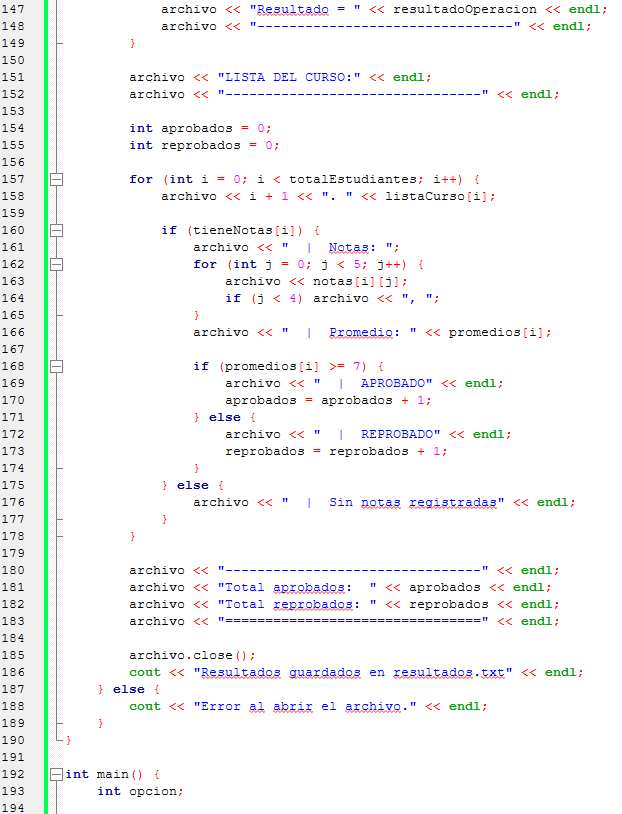 147 archivo << "Resultado = " << resultadoOperacion << endl;
148 archivo << "--------------------------------" << endl;
149 }
150
151 archivo << "LISTA DEL CURSO:" << endl;
152 archivo << "--------------------------------" << endl;
153
154 int aprobados = 0;
155 int reprobados = 0;
156
157 for (int i = 0; i < totalEstudiantes; i++) {
158 archivo << i + 1 << ". " << listaCurso[i];
159
160 if (tieneNotas[i]) {
161 archivo << "  |  Notas: ";
162 for (int j = 0; j < 5; j++) {
163 archivo << notas[i][j];
164 if (j < 4) archivo << ", ";
165 }
166 archivo << "  |  Promedio: " << promedios[i];
167
168 if (promedios[i] >= 7) {
169 archivo << "  |  APROBADO" << endl;
170 aprobados = aprobados + 1;
171 } else {
172 archivo << "  |  REPROBADO" << endl;
173 reprobados = reprobados + 1;
174 }
175 } else {
176 archivo << "  |  Sin notas registradas" << endl;
177 }
178 }
179
180 archivo << "--------------------------------" << endl;
181 archivo << "Total aprobados:  " << aprobados << endl;
182 archivo << "Total reprobados: " << reprobados << endl;
183 archivo << "================================" << endl;
184
185 archivo.close();
186 cout << "Resultados guardados en resultados.txt" << endl;
187 } else {
188 cout << "Error al abrir el archivo." << endl;
189 }
190 }
191
192 int main() {
193 int opcion;
194